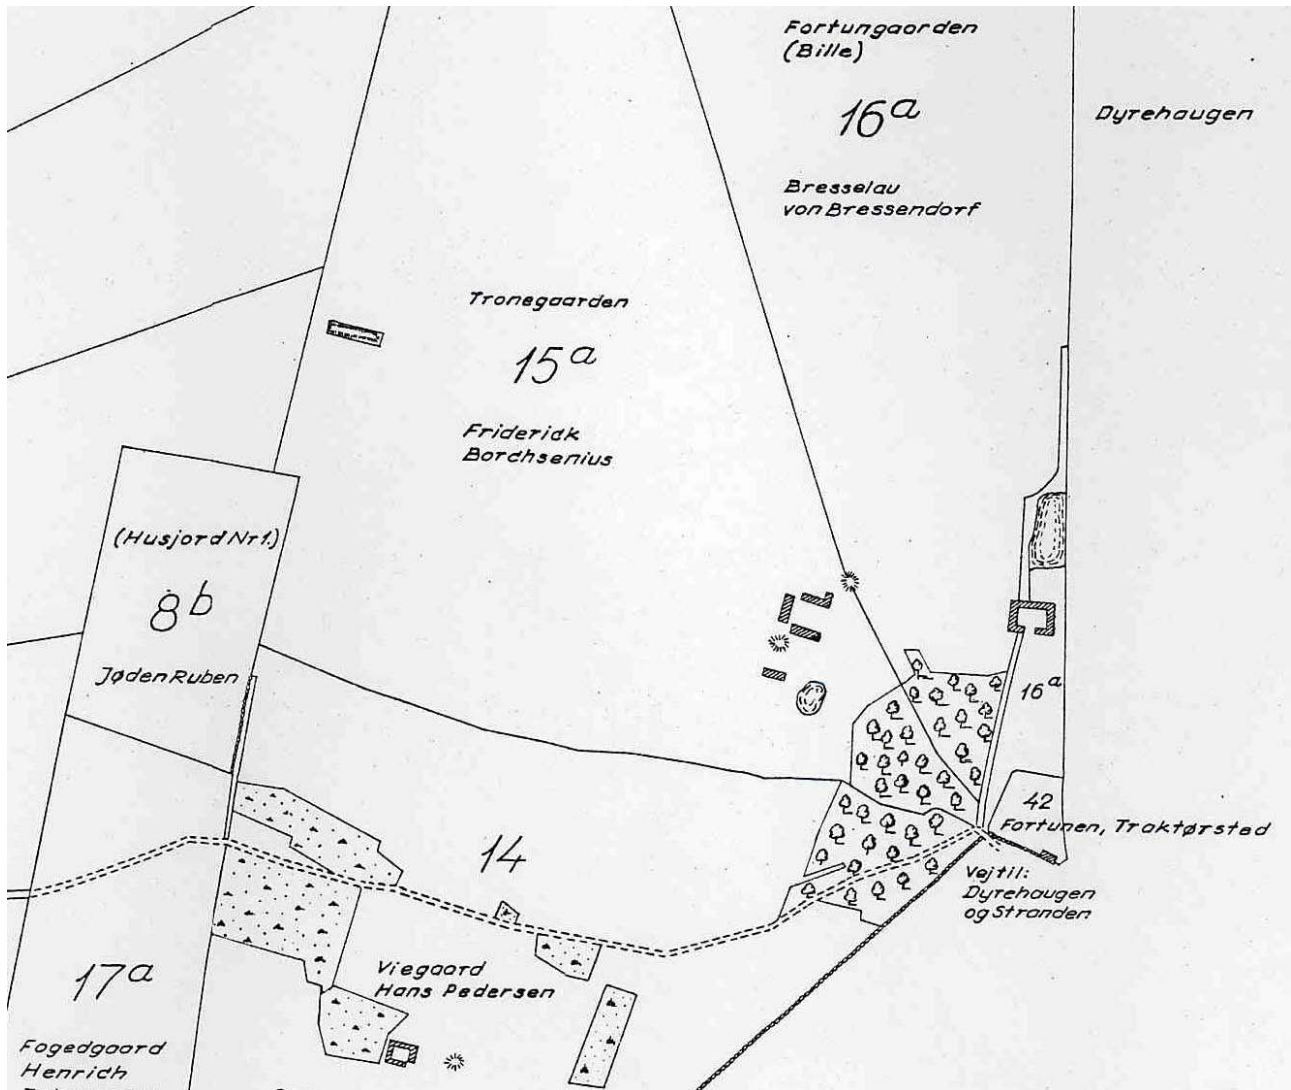 Fortungaarden
(Bille)
16a
Bresselau
von Bressendorf
Dyrehaugen
Tronegaarden
15a
Friderick
Borchsenius
(Husjord Nr1.)
8b
Jøden Ruben
16a
42
Fortunen, Traktørsted
Vej til:
Dyrehaugen
og Stranden
14
Viegaard
Hans Pedersen
17a
Fogedgaard
Henrich